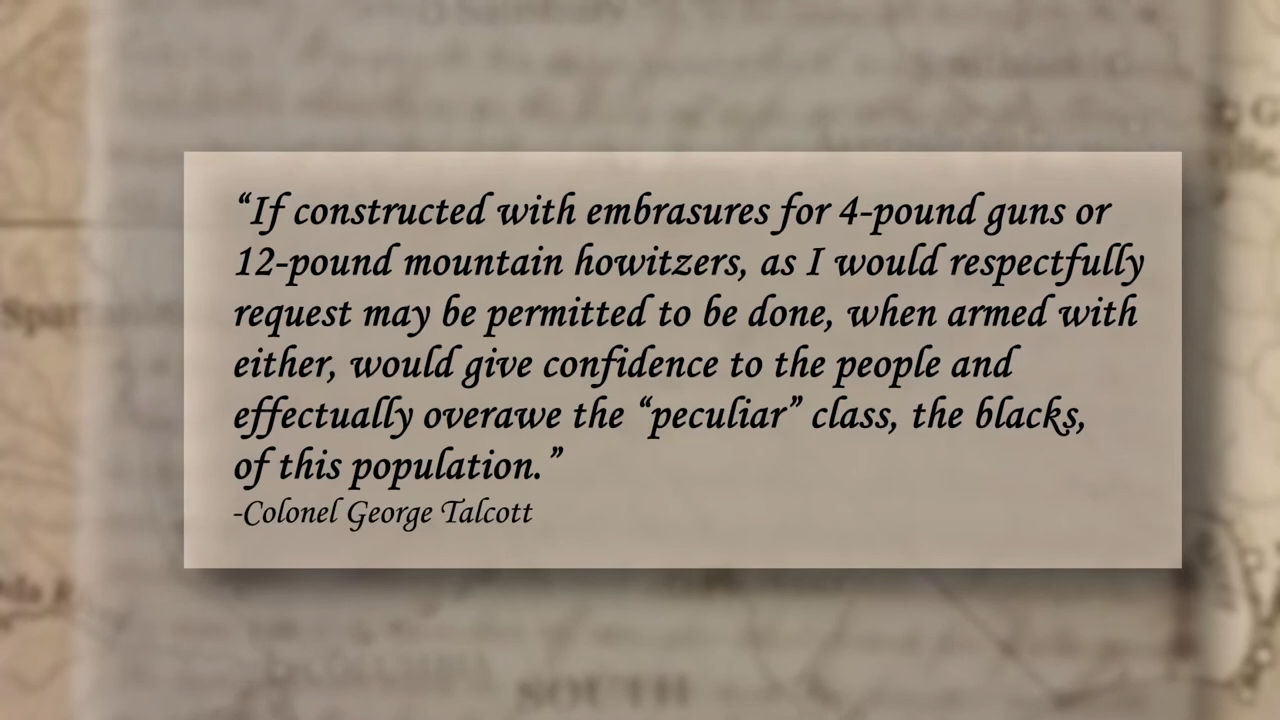 “If constructed with embrasures for 4-pound guns or
12-pound mountain howitzers, as I would respectfully
request may be permitted to be done, when armed with
either, would give confidence to the people and
effectually overawe the “peculiar” class, the blacks,
of this population.”
-Colonel George Talcott
SOUTH